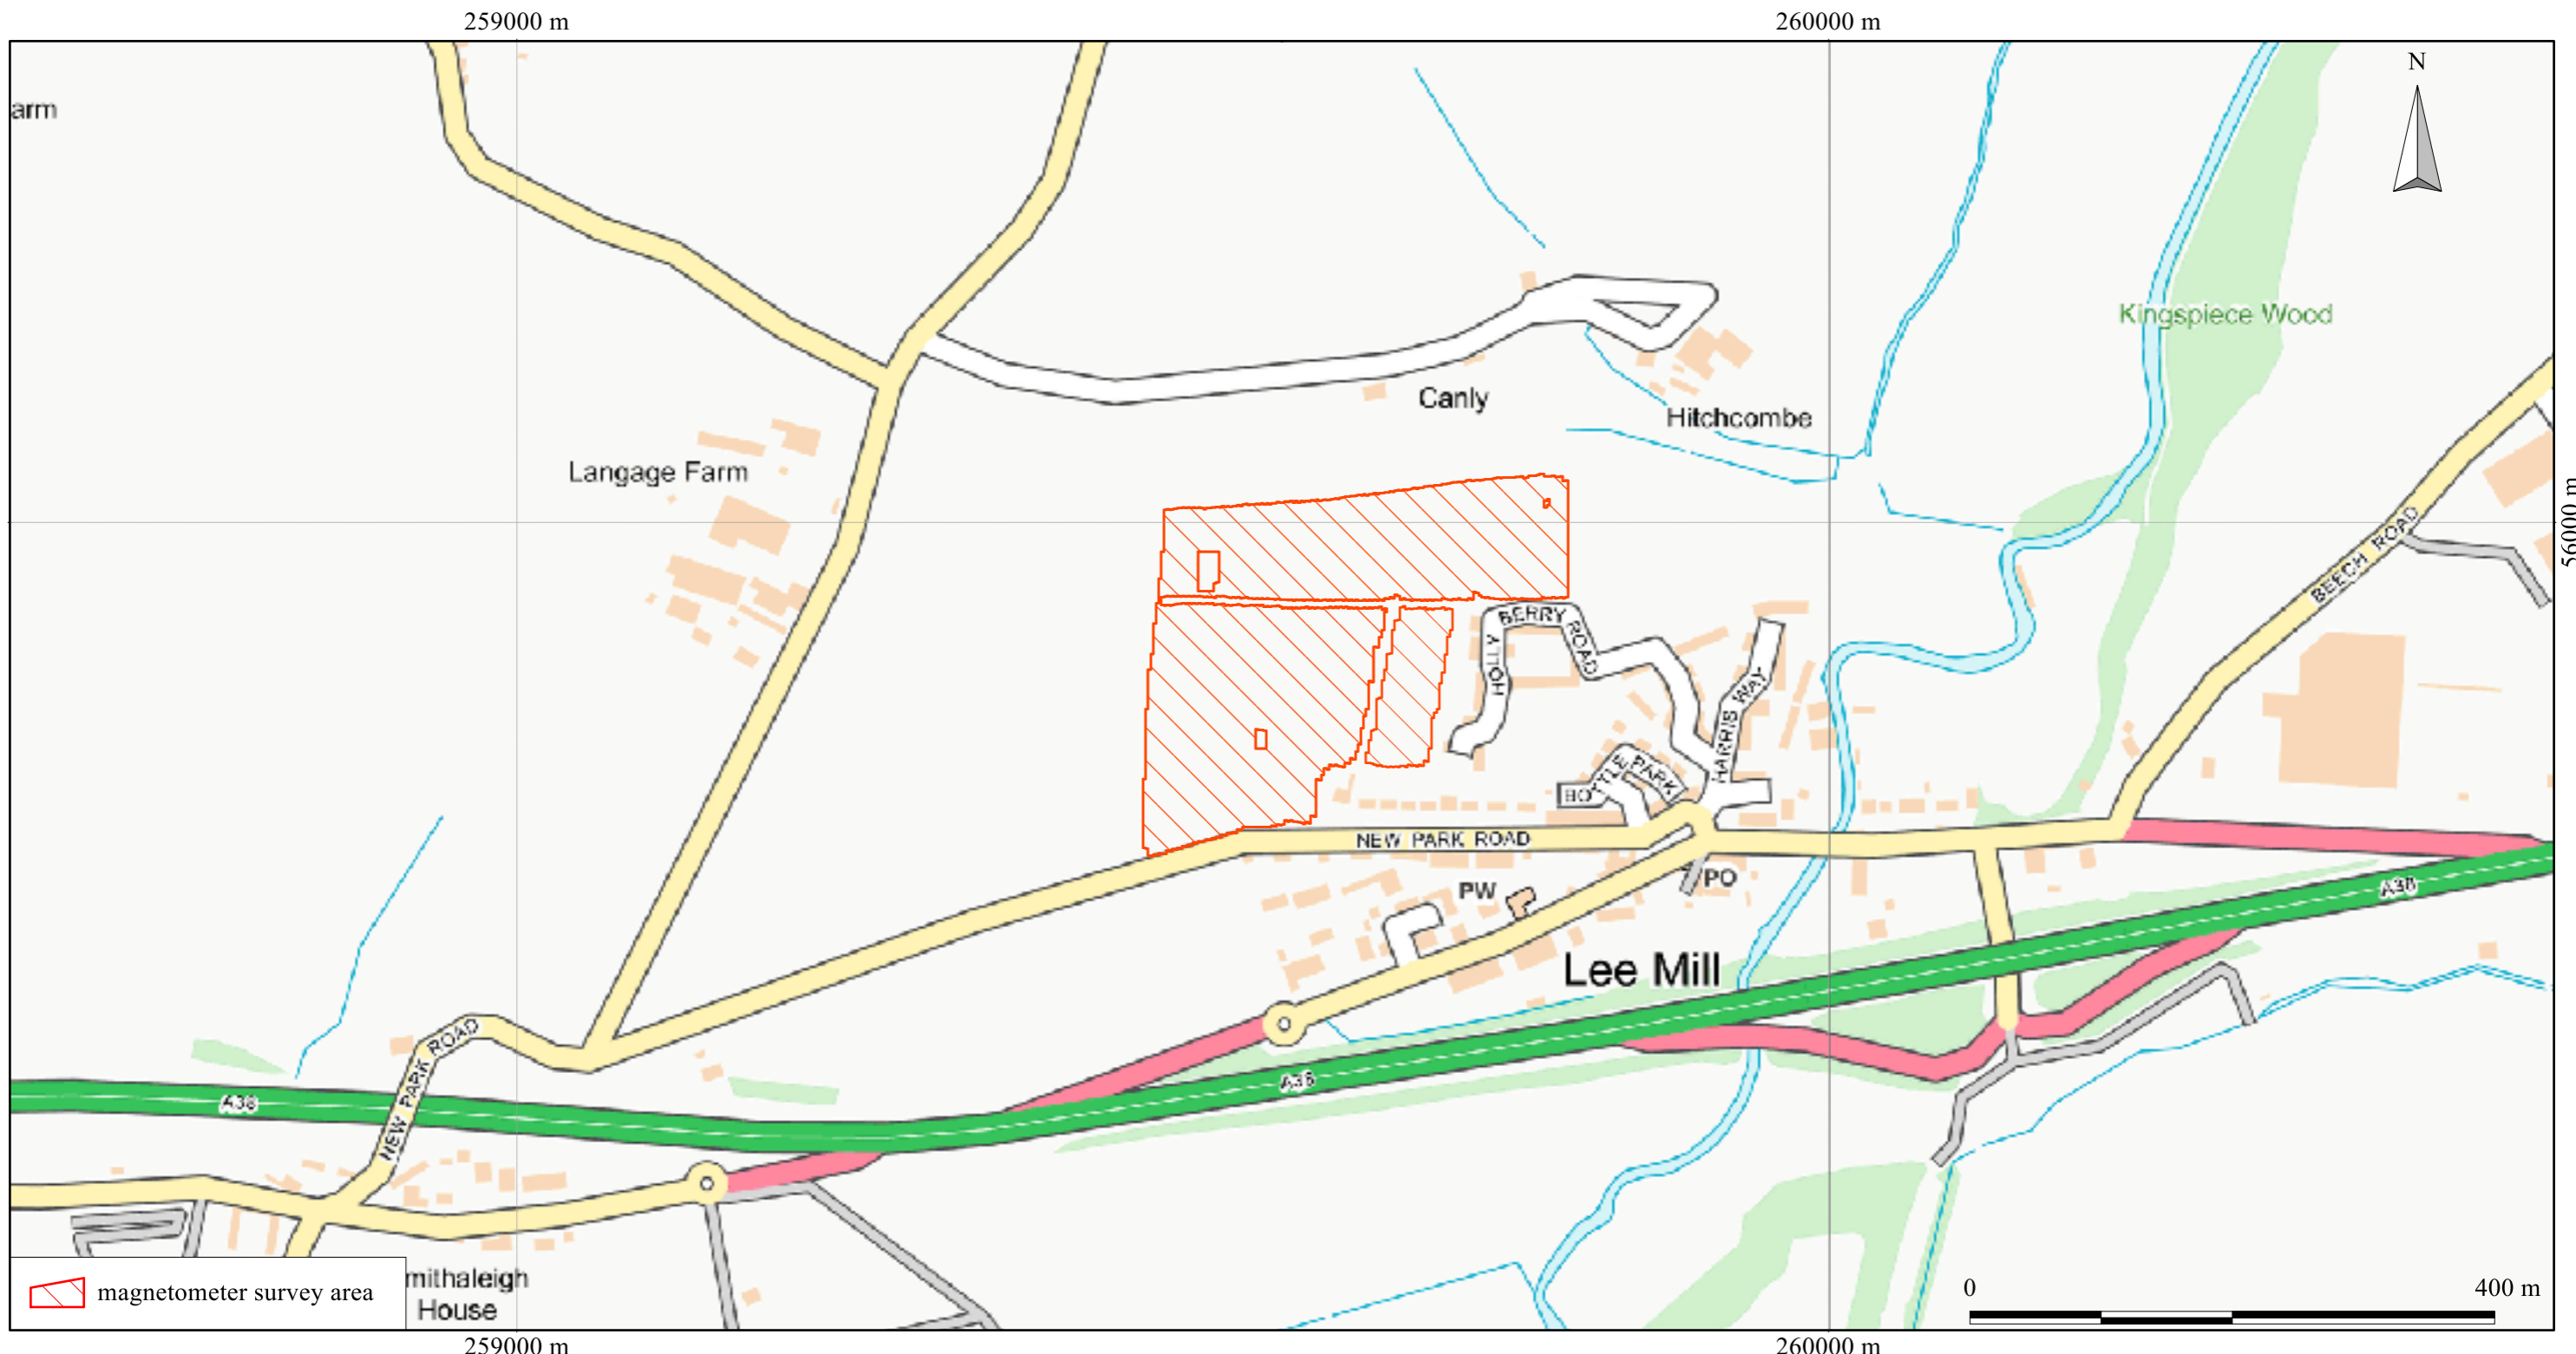 259000 m
260000 m
N
arm
Kingspiece Wood
Canly
Hitchcombe
Langage Farm
56000 m
BEECH ROAD
HOLLY BERRY ROAD
HARRIS WAY
BOTTLE PARK
NEW PARK ROAD
PW
PO
A38
Lee Mill
NEW PARK ROAD
A38
A38
mithaleigh
House
magnetometer survey area
0
400 m
259000 m
260000 m